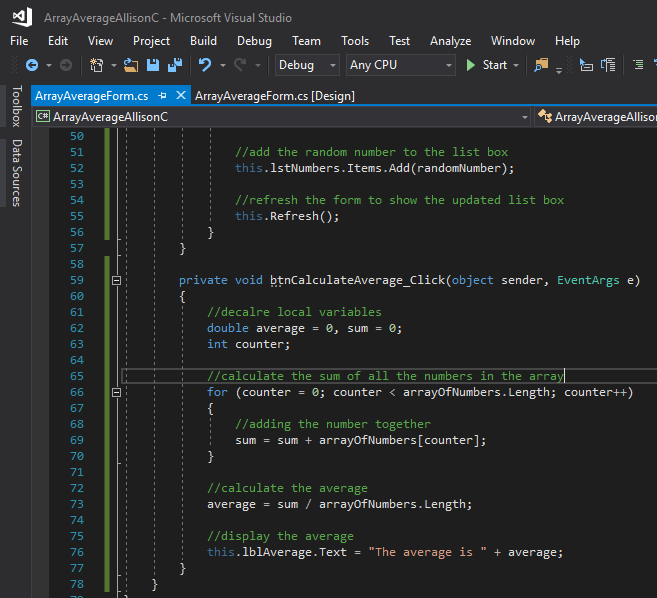 ArrayAverageAllisonC - Microsoft Visual Studio
File Edit View Project Build Debug Team Tools Test Analyze Window Help
Debug Any CPU Start
Toolbox
Data Sources
ArrayAverageForm.cs ArrayAverageForm.cs [Design]
C# ArrayAverageAllisonC ArrayAverageAllison
50
51 //add the random number to the list box
52 this.lstNumbers.Items.Add(randomNumber);
53
54 //refresh the form to show the updated list box
55 this.Refresh();
56 }
57 }
58
59 private void btnCalculateAverage_Click(object sender, EventArgs e)
60 {
61 //decalre local variables
62 double average = 0, sum = 0;
63 int counter;
64
65 //calculate the sum of all the numbers in the array
66 for (counter = 0; counter < arrayOfNumbers.Length; counter++)
67 {
68 //adding the number together
69 sum = sum + arrayOfNumbers[counter];
70 }
71
72 //calculate the average
73 average = sum / arrayOfNumbers.Length;
74
75 //display the average
76 this.lblAverage.Text = "The average is " + average;
77 }
78 }